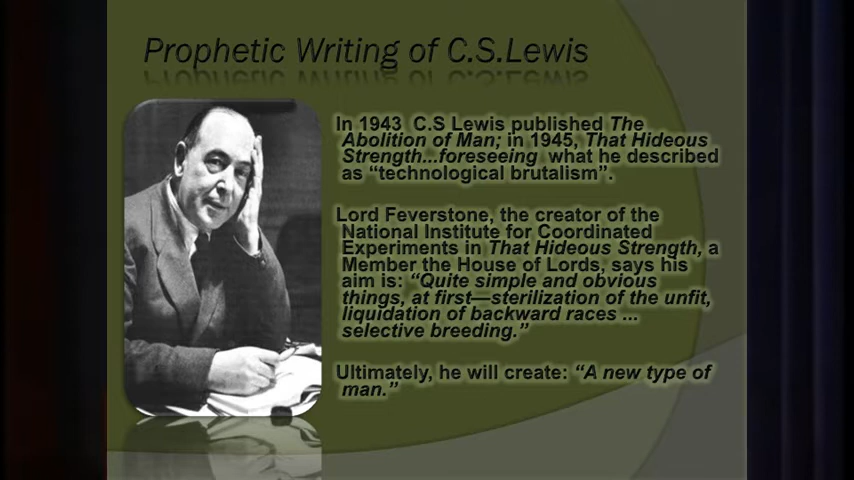 Prophetic Writing of C.S.Lewis
In 1943 C.S Lewis published The
Abolition of Man; in 1945, That Hideous
Strength...foreseeing what he described
as “technological brutalism”.
Lord Feverstone, the creator of the
National Institute for Coordinated
Experiments in That Hideous Strength, a
Member the House of Lords, says his
aim is: “Quite simple and obvious
things, at first—sterilization of the unfit,
liquidation of backward races ...
selective breeding.”
Ultimately, he will create: “A new type of
man.”